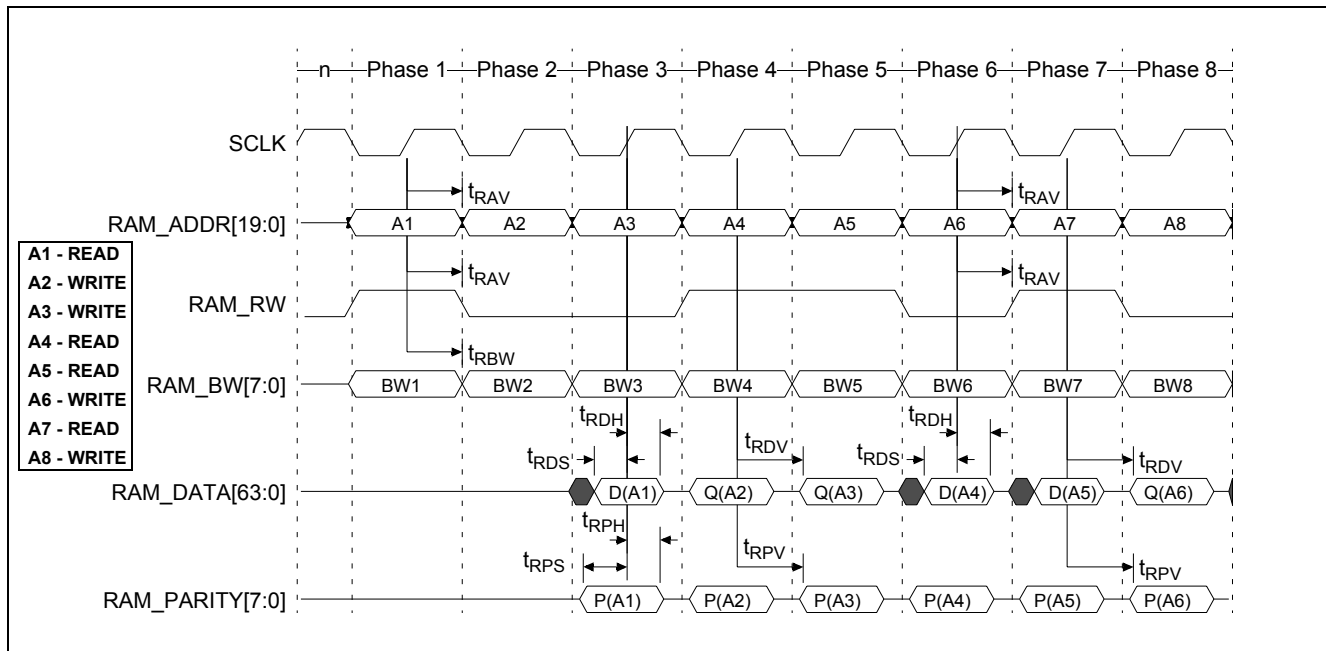 n Phase 1 Phase 2 Phase 3 Phase 4 Phase 5 Phase 6 Phase 7 Phase 8
SCLK
tRAV tRAV
RAM_ADDR[19:0] A1 A2 A3 A4 A5 A6 A7 A8
A1 - READ
A2 - WRITE
A3 - WRITE
A4 - READ
A5 - READ
A6 - WRITE
A7 - READ
A8 - WRITE
tRAV tRAV
RAM_RW
tRBW
RAM_BW[7:0] BW1 BW2 BW3 BW4 BW5 BW6 BW7 BW8
tRDH tRDH
tRDS tRDV tRDS tRDV
RAM_DATA[63:0] D(A1) Q(A2) Q(A3) D(A4) D(A5) Q(A6)
tRPH
tRPS tRPV tRPV
RAM_PARITY[7:0] P(A1) P(A2) P(A3) P(A4) P(A5) P(A6)